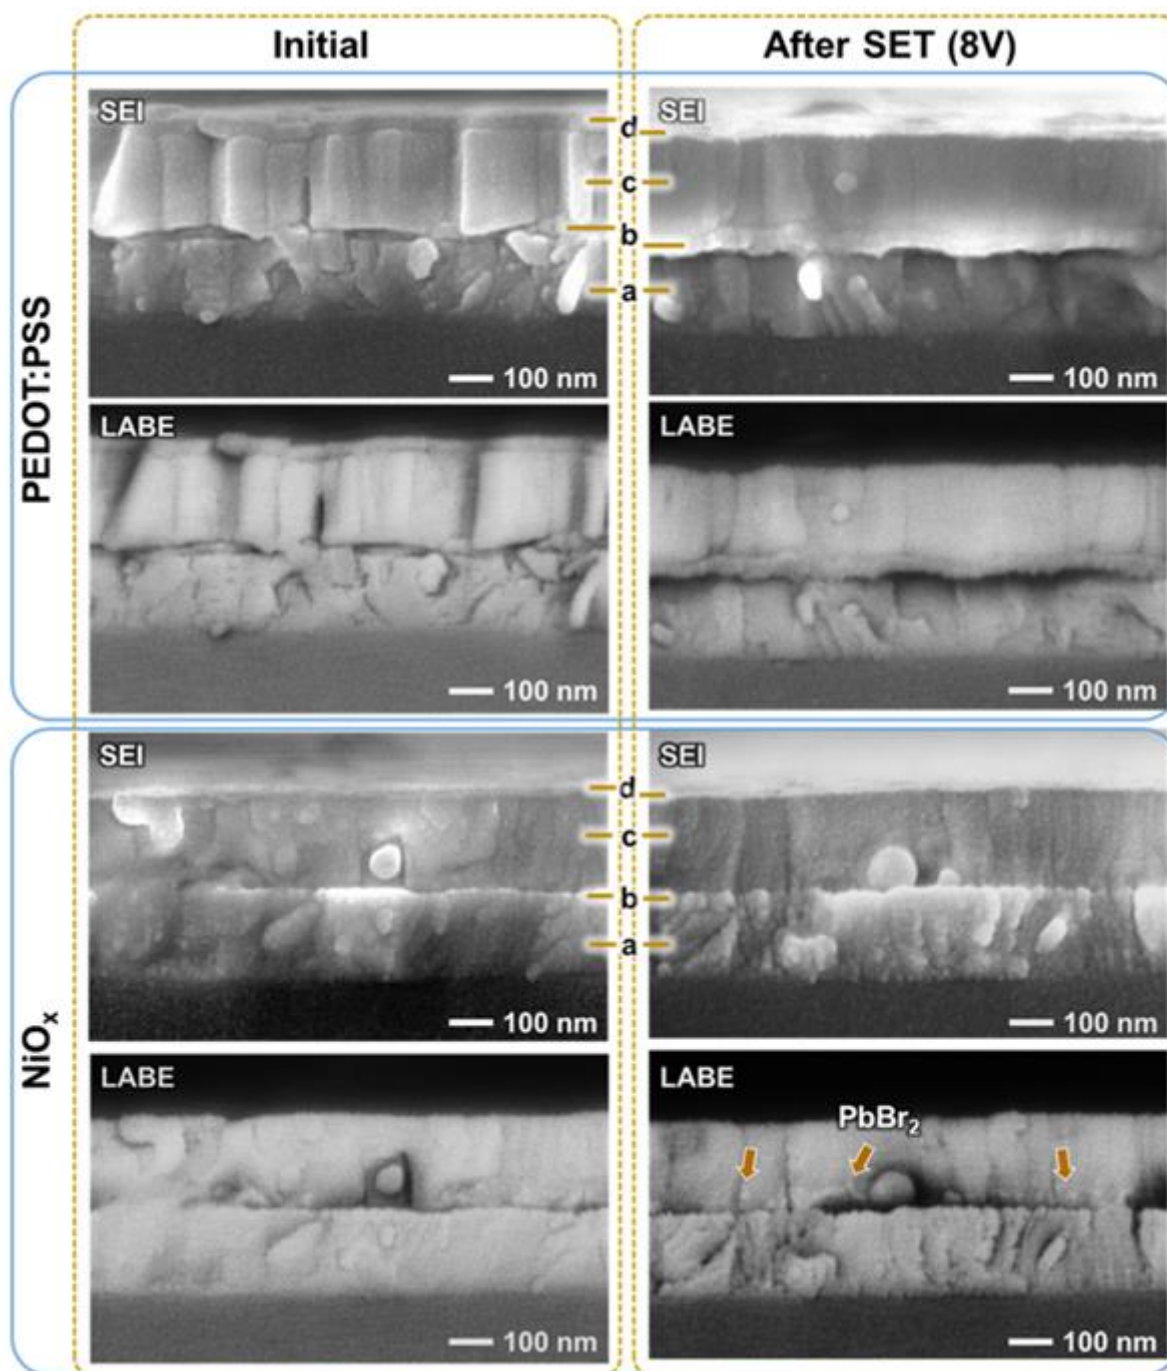 Initial
After SET (8V)
PEDOT:PSS
SEI
100 nm
d
c
b
a
SEI
100 nm
LABE
100 nm
LABE
100 nm
NiOₓ
SEI
100 nm
d
c
b
a
SEI
100 nm
LABE
100 nm
LABE
PbBr₂
100 nm